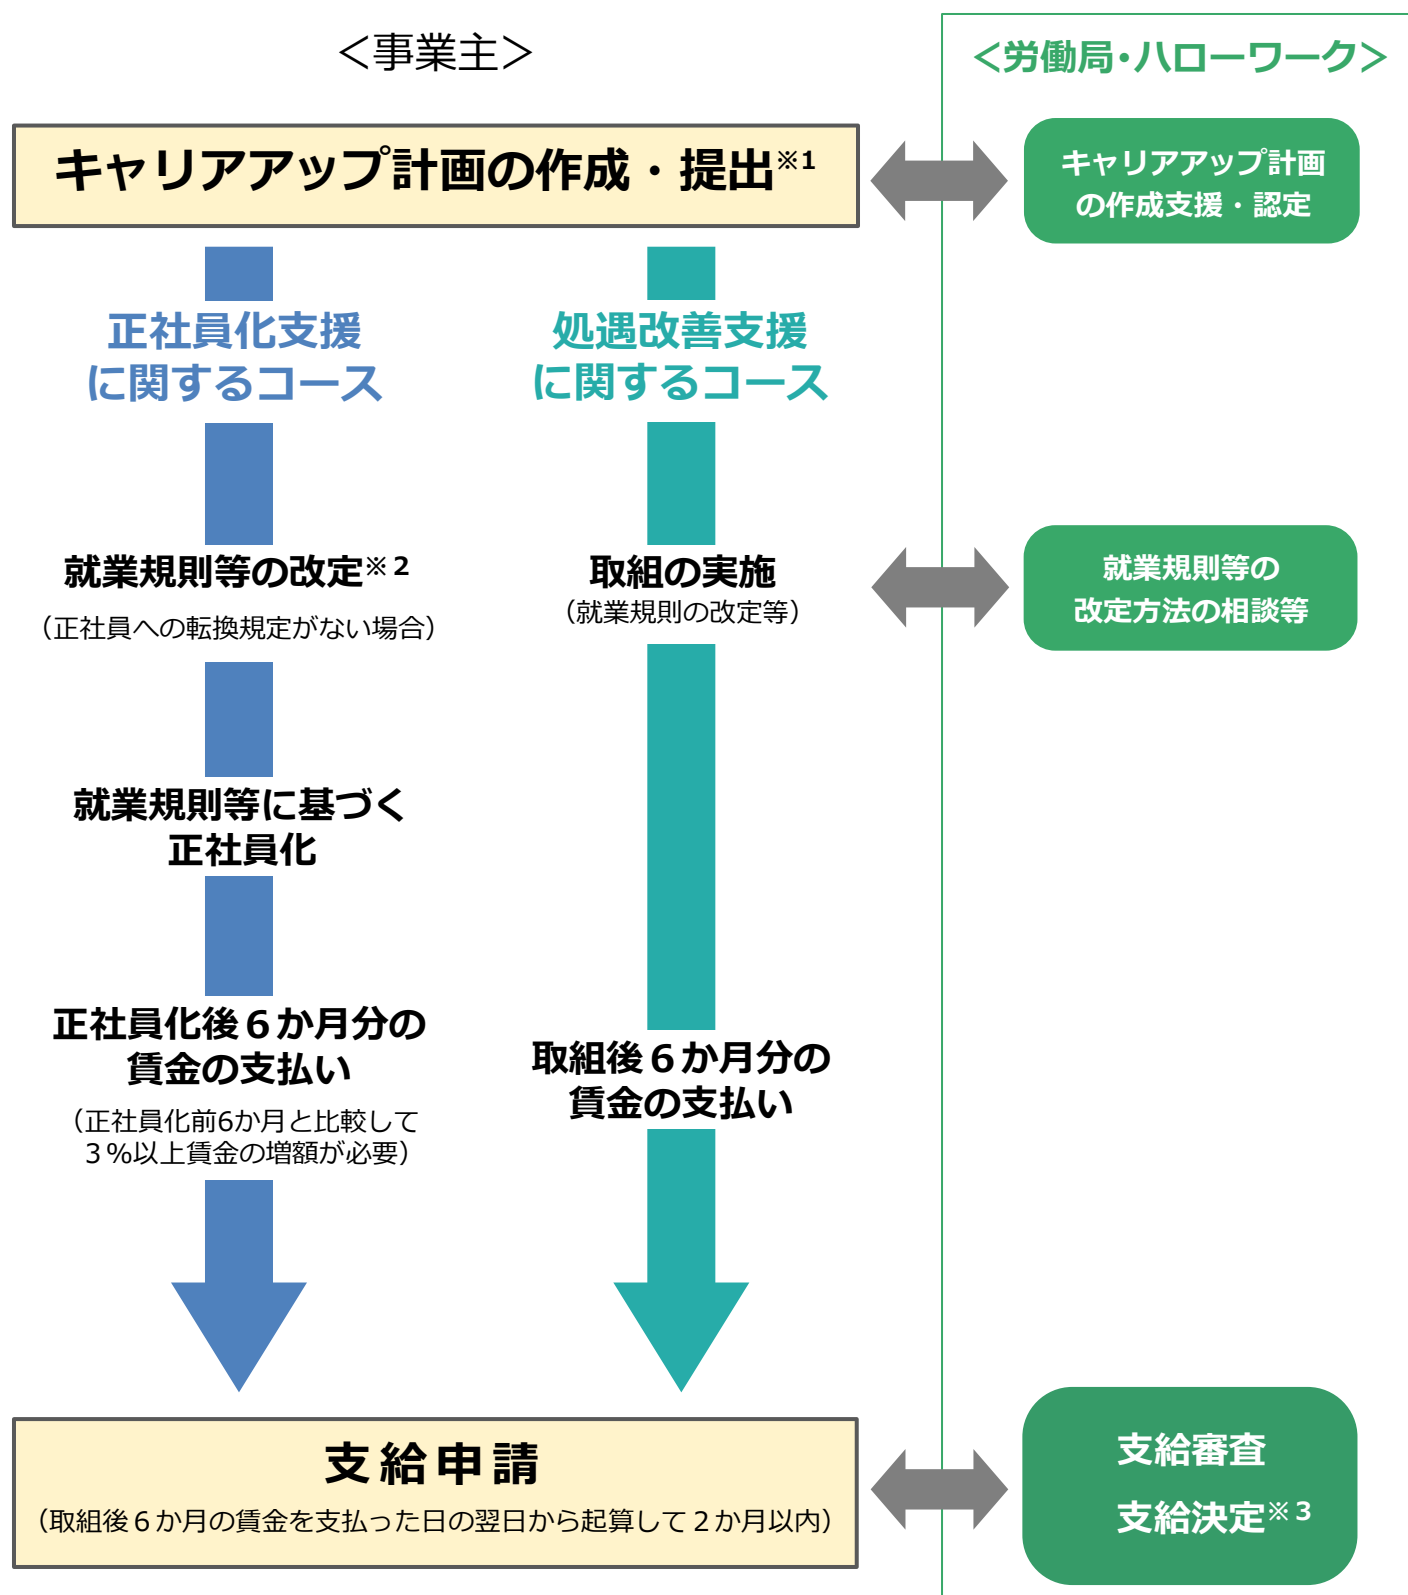 ＜事業主＞
＜労働局・ハローワーク＞
キャリアアップ計画の作成・提出※1
キャリアアップ計画
の作成支援・認定
正社員化支援
に関するコース
処遇改善支援
に関するコース
就業規則等の改定※２
（正社員への転換規定がない場合）
取組の実施
（就業規則の改定等）
就業規則等の
改定方法の相談等
就業規則等に基づく
正社員化
正社員化後６か月分の
賃金の支払い
（正社員化前6か月と比較して
３％以上賃金の増額が必要）
取組後６か月分の
賃金の支払い
支給申請
（取組後６か月の賃金を支払った日の翌日から起算して２か月以内）
支給審査
支給決定※３